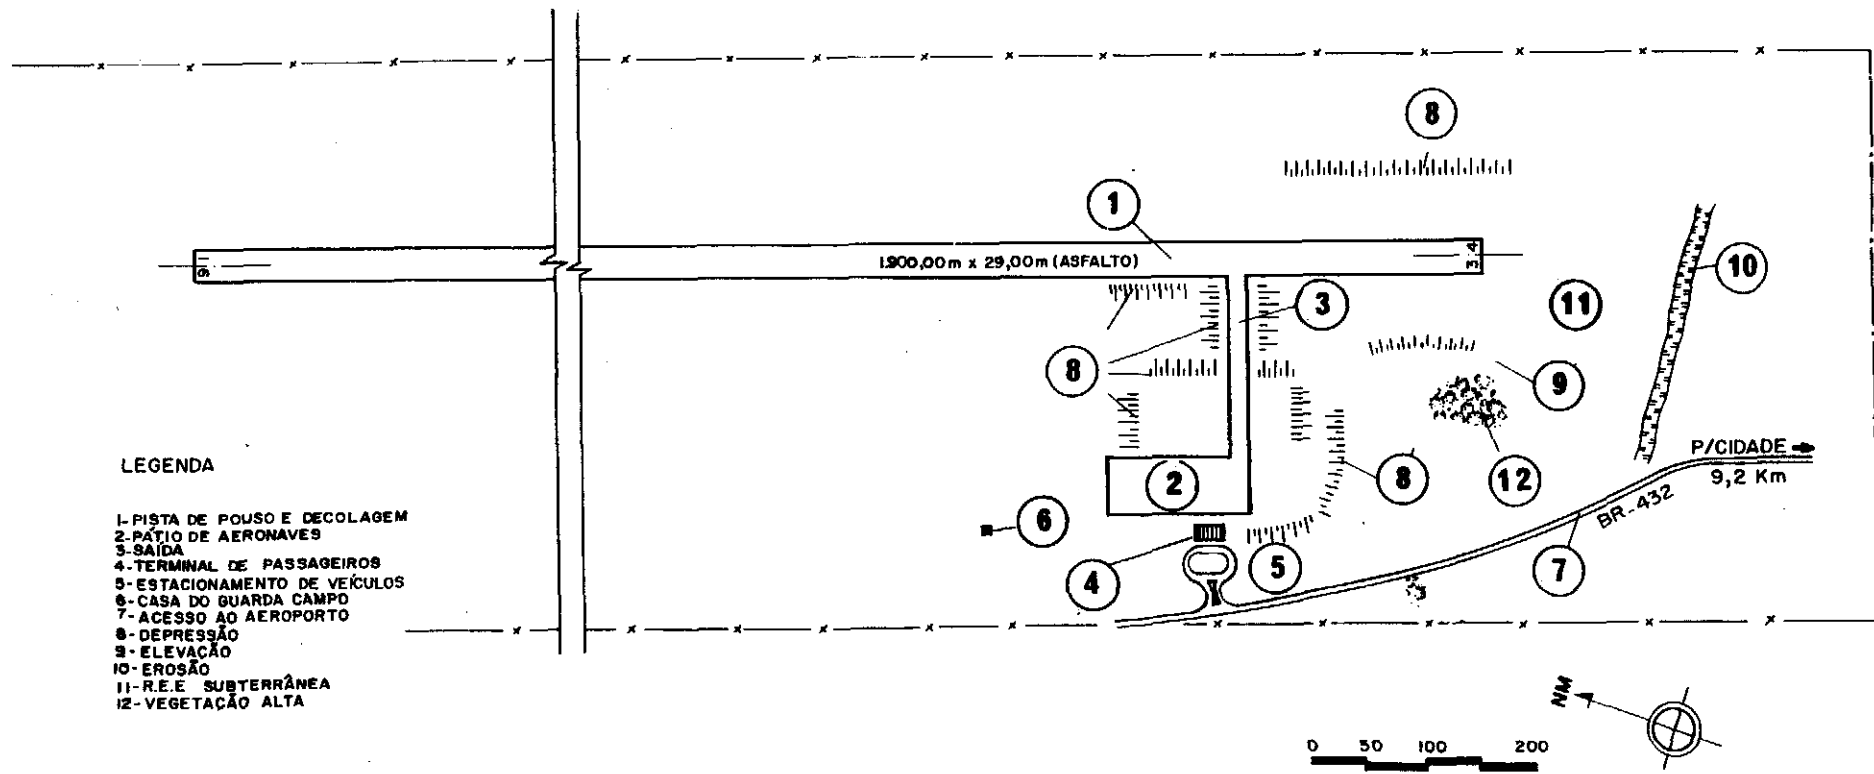 8
1
1.900,00m x 29,00m (ASFALTO)
34
10
11
3
8
9
P/CIDADE
9,2 Km
BR-432
12
8
2
6
4
5
7
LEGENDA
1-PISTA DE POUSO E DECOLAGEM
2-PÁTIO DE AERONAVES
3-SAÍDA
4-TERMINAL DE PASSAGEIROS
5-ESTACIONAMENTO DE VEÍCULOS
6-CASA DO GUARDA CAMPO
7-ACESSO AO AEROPORTO
8-DEPRESSÃO
9-ELEVAÇÃO
10-EROSÃO
11-R.E.E SUBTERRÂNEA
12-VEGETAÇÃO ALTA
NM
0 50 100 200